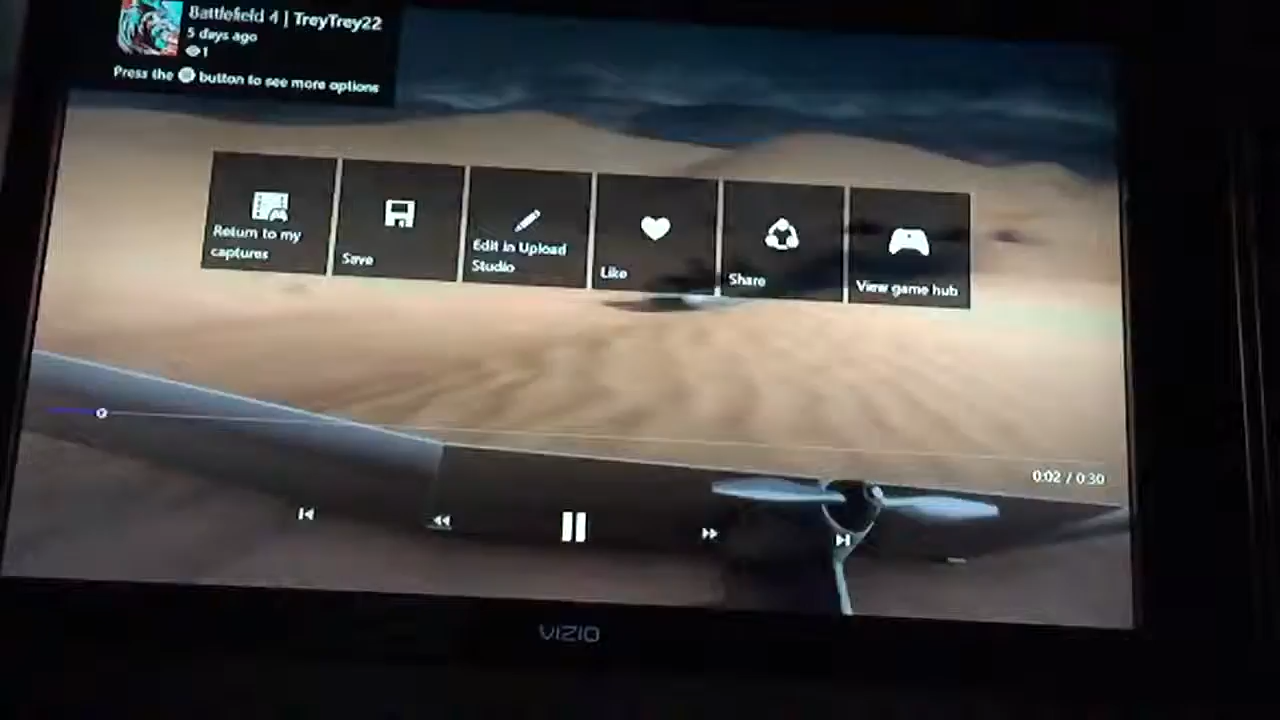 Battlefield 4 | TreyTrey22
5 days ago
1
Press the button to see more options
Return to my
captures
Save
Edit in Upload
Studio
Like
Share
View game hub
0:02 / 0:30
VIZIO